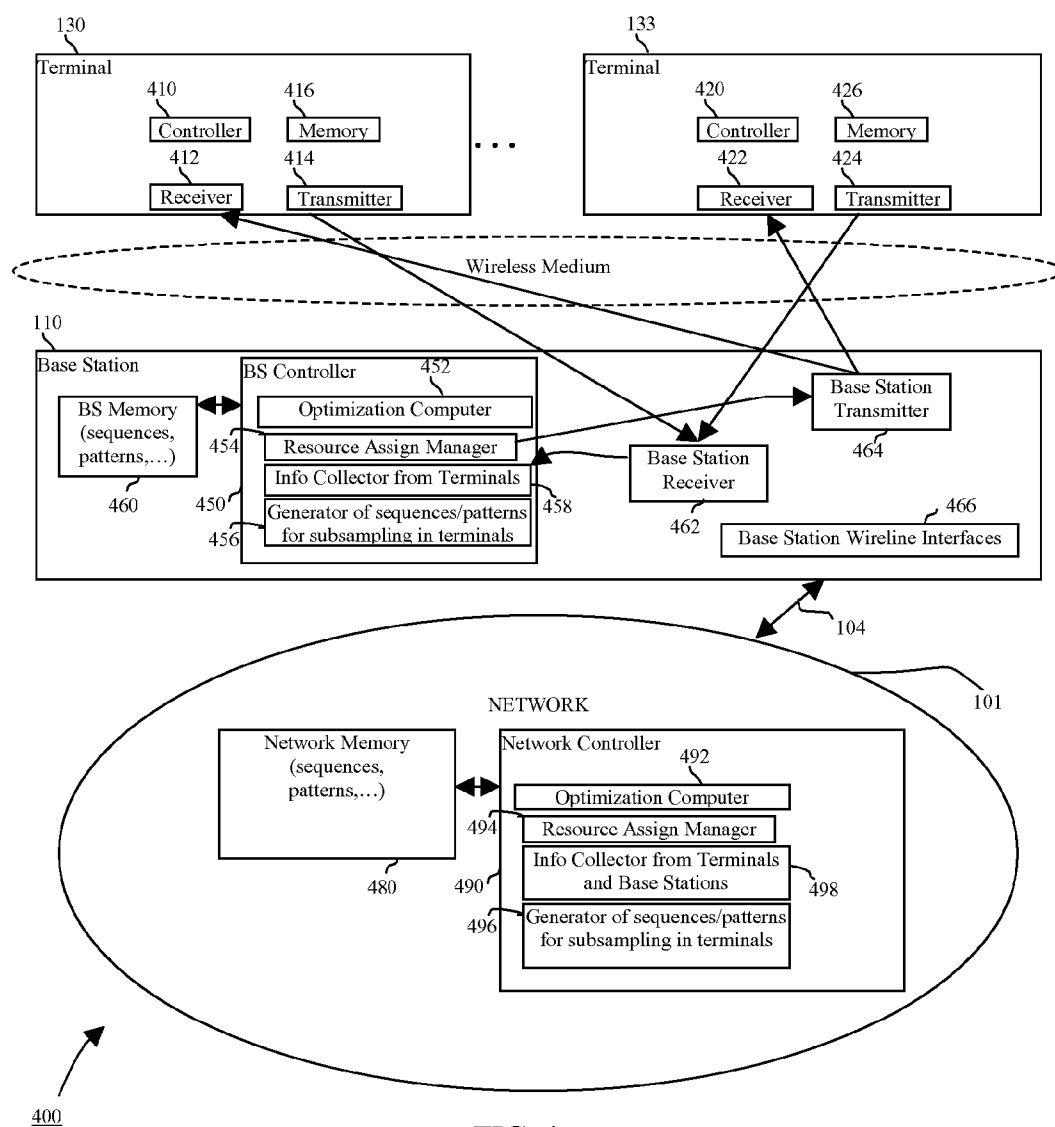 130
133
Terminal
Terminal
410
416
420
426
Controller
Memory
Controller
Memory
412
414
422
424
Receiver
Transmitter
Receiver
Transmitter
...
Wireless Medium
110
Base Station
BS Controller
452
BS Memory
(sequences,
patterns,...)
460
Optimization Computer
454
Resource Assign Manager
Info Collector from Terminals
450
458
Generator of sequences/patterns
for subsampling in terminals
456
Base Station
Receiver
462
Base Station
Transmitter
464
466
Base Station Wireline Interfaces
104
101
NETWORK
Network Memory
(sequences,
patterns,...)
480
Network Controller
492
Optimization Computer
494
Resource Assign Manager
490
Info Collector from Terminals
and Base Stations
498
496
Generator of sequences/patterns
for subsampling in terminals
400